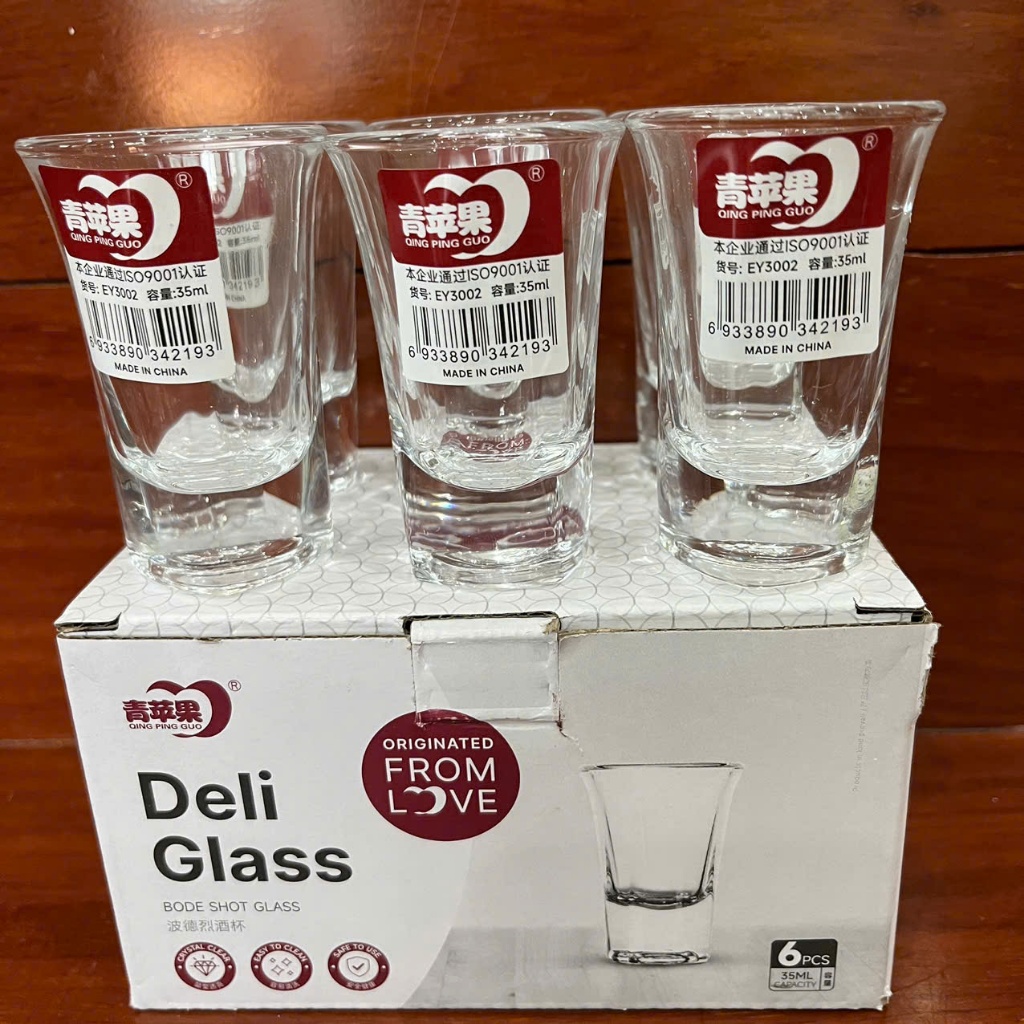 青苹果®
QING PING GUO
本企业通过ISO9001认证
货号: EY3002 容量:35ml
6 933890 342193
MADE IN CHINA
青苹果®
QING PING GUO
本企业通过ISO9001认证
货号: EY3002 容量:35ml
6 933890 342193
MADE IN CHINA
青苹果®
QING PING GUO
本企业通过ISO9001认证
货号: EY3002 容量:35ml
6 933890 342193
MADE IN CHINA
FROM
青苹果®
QING PING GUO
ORIGINATED
FROM
LOVE
Deli
Glass
BODE SHOT GLASS
波德烈酒杯
CRYSTAL CLEAR
EASY TO CLEAN
SAFE TO USE
6PCS
35ML
CAPACITY
容量